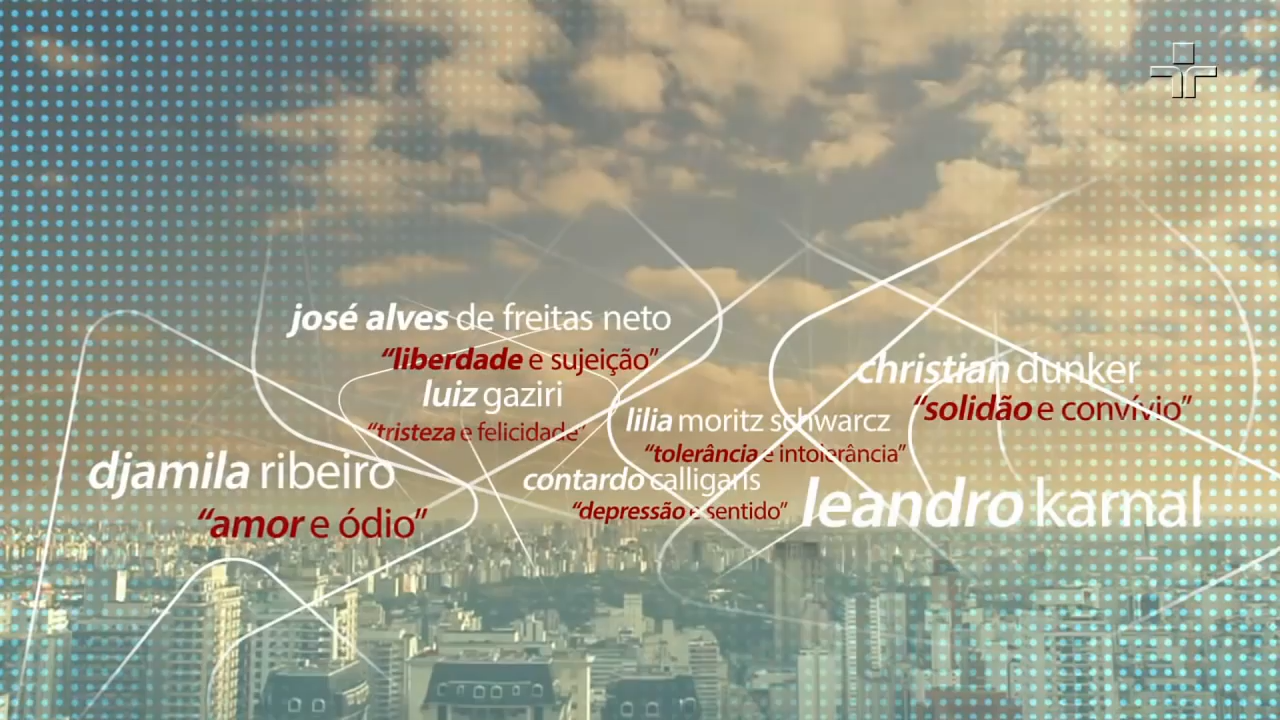 josé alves de freitas neto
“liberdade e sujeição”
luiz gaziri
“tristeza e felicidade”
christian dunker
“solidão e convívio”
lilia moritz schwarcz
“tolerância e intolerância”
djamila ribeiro
“amor e ódio”
contardo calligaris
“depressão e sentido”
leandro karnal